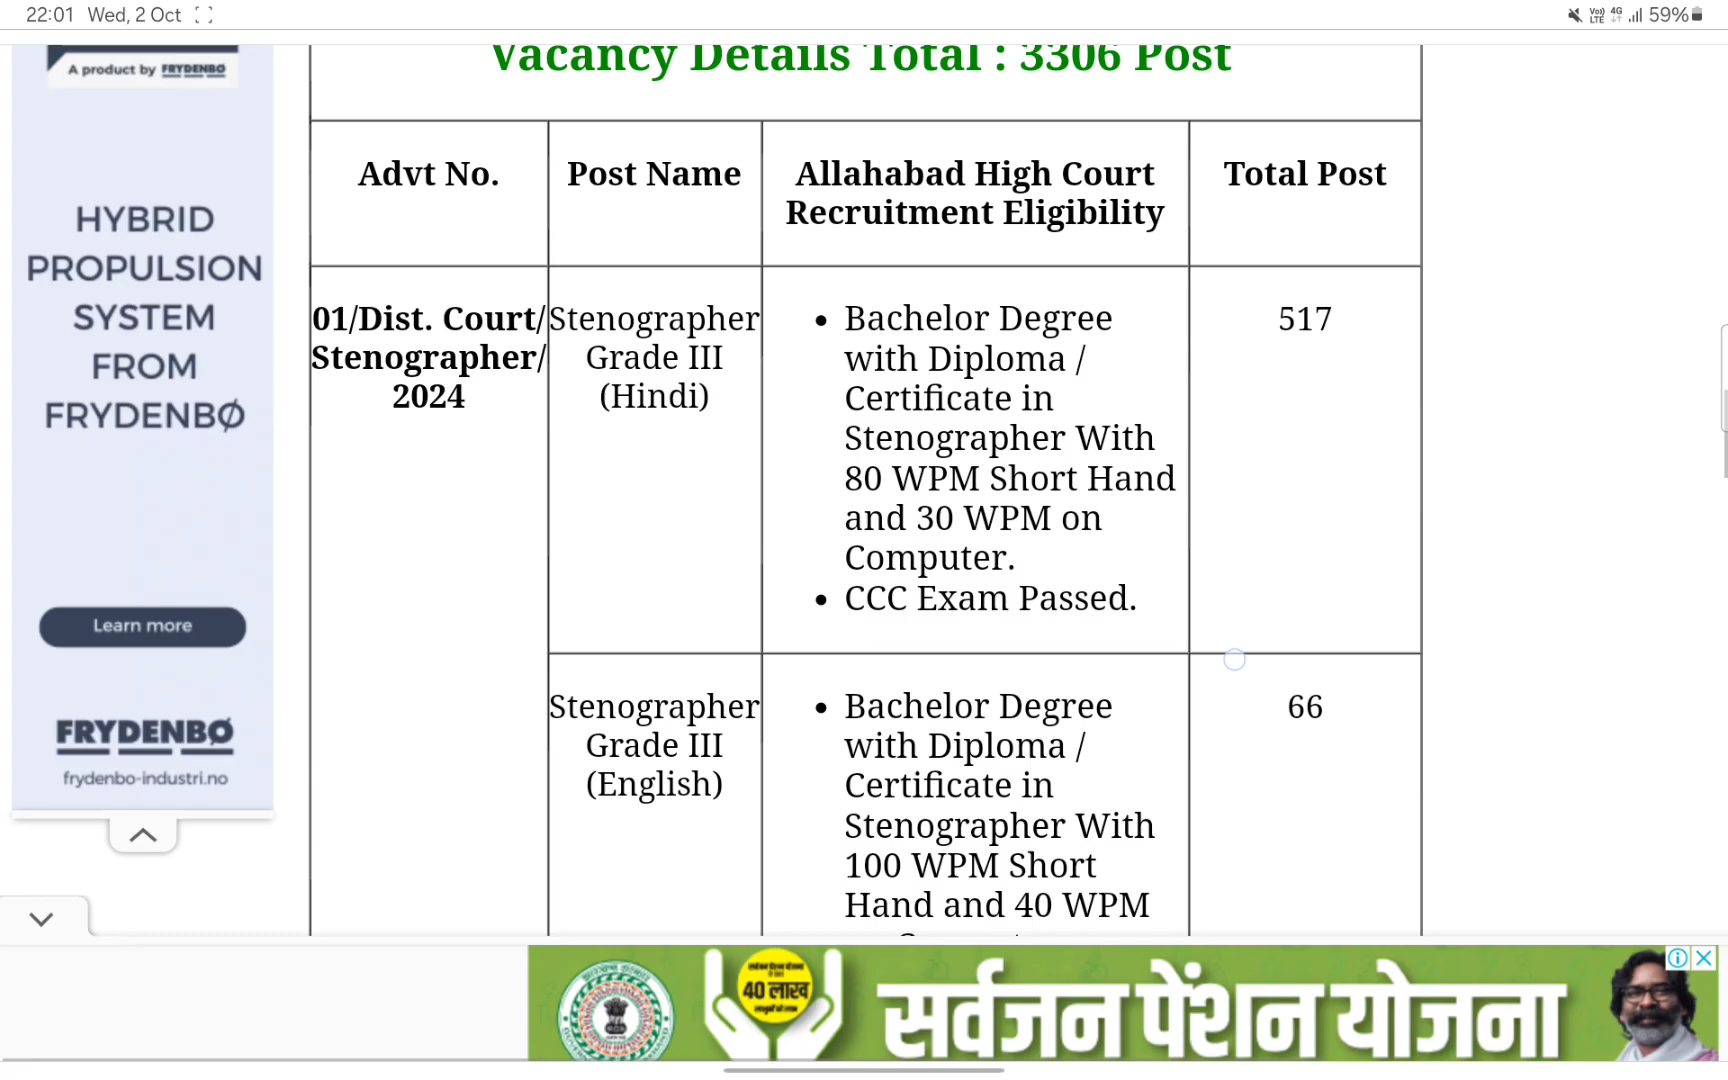 22:01 Wed, 2 Oct
Vo)) LTE 4G 59%
Vacancy Details Total : 3306 Post
A product by FRYDENBØ
HYBRID
PROPULSION
SYSTEM
FROM
FRYDENBØ
Learn more
FRYDENBØ
frydenbo-industri.no
Advt No.
Post Name
Allahabad High Court
Recruitment Eligibility
Total Post
01/Dist. Court/
Stenographer/
2024
Stenographer
Grade III
(Hindi)
• Bachelor Degree
with Diploma /
Certificate in
Stenographer With
80 WPM Short Hand
and 30 WPM on
Computer.
• CCC Exam Passed.
517
Stenographer
Grade III
(English)
• Bachelor Degree
with Diploma /
Certificate in
Stenographer With
100 WPM Short
Hand and 40 WPM
66
40 लाख
सर्वजन पेंशन योजना